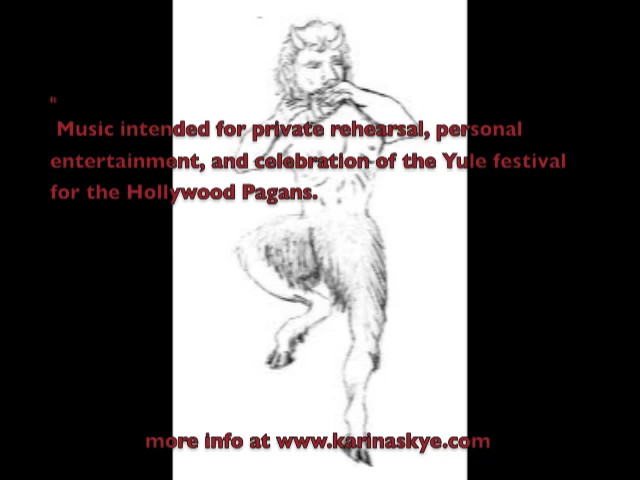 "
Music intended for private rehearsal, personal
entertainment, and celebration of the Yule festival
for the Hollywood Pagans.
more info at www.karinaskye.com